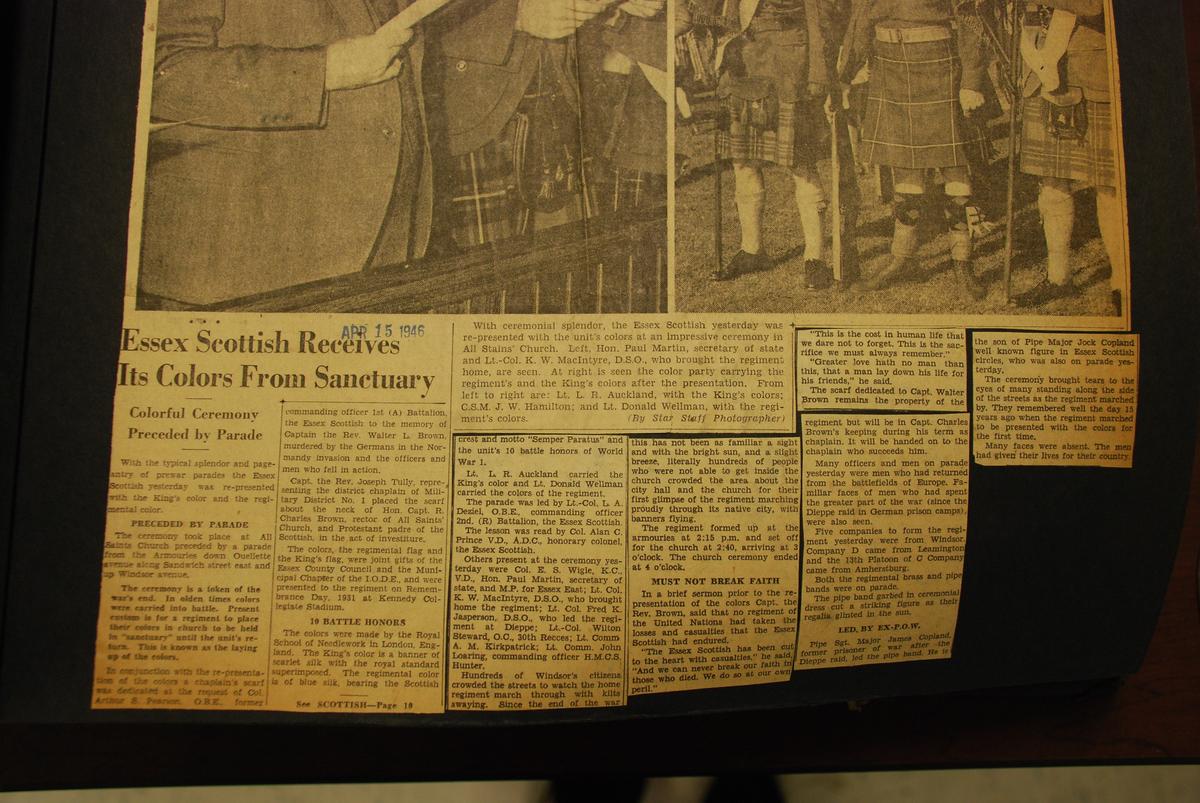 APR 15 1946
Essex Scottish Receives
Its Colors From Sanctuary
Colorful Ceremony
Preceded by Parade
With the typical splendor and page-
antry of prewar parades the Essex
Scottish yesterday was re-presented
with the King's color and the regi-
mental color.
PRECEDED BY PARADE
The ceremony took place at All
Saints Church preceded by a parade
from the Armouries down Ouellette
avenue along Sandwich street east and
up Windsor avenue.
The ceremony is a token of the
war's end. In olden times colors
were carried into battle. Present
custom is for a regiment to place
their colors in church to be held
in "sanctuary" until the unit's re-
turn. This is known as the laying
up of the colors.
In conjunction with the re-presenta-
tion of the colors a chaplain's scarf
was dedicated at the request of Col.
Arthur S. Pearson, O.B.E., former
commanding officer 1st (A) Battalion,
the Essex Scottish to the memory of
Captain the Rev. Walter L. Brown,
murdered by the Germans in the Nor-
mandy invasion and the officers and
men who fell in action.
Capt. the Rev. Joseph Tully, repre-
senting the district chaplain of Mili-
tary District No. 1 placed the scarf
about the neck of Hon. Capt. R.
Charles Brown, rector of All Saints'
Church, and Protestant padre of the
Scottish, in the act of investiture.
The colors, the regimental flag and
the King's flag, were joint gifts of the
Essex County Council and the Muni-
cipal Chapter of the I.O.D.E., and were
presented to the regiment on Remem-
brance Day, 1931 at Kennedy Col-
legiate Stadium.
10 BATTLE HONORS
The colors were made by the Royal
School of Needlework in London, Eng-
land. The King's color is a banner of
scarlet silk with the royal standard
superimposed. The regimental color
of blue silk, bearing the Scottish
See SCOTTISH—Page 10
With ceremonial splendor, the Essex Scottish yesterday was
re-presented with the unit's colors at an impressive ceremony in
All Saints' Church. Left, Hon. Paul Martin, secretary of state
and Lt.-Col. K. W. MacIntyre, D.S.O., who brought the regiment
home, are seen. At right is seen the color party carrying the
regiment's and the King's colors after the presentation. From
left to right are: Lt. L. R. Auckland, with the King's colors;
C.S.M. J. W. Hamilton; and Lt. Donald Wellman, with the regi-
ment's colors. (By Star Staff Photographer)
crest and motto "Semper Paratus" and
the unit's 10 battle honors of World
War 1.
Lt. L. R. Auckland carried the
King's color and Lt. Donald Wellman
carried the colors of the regiment.
The parade was led by Lt.-Col. L. A.
Deziel, O.B.E., commanding officer
2nd. (R) Battalion, the Essex Scottish.
The lesson was read by Col. Alan C.
Prince V.D., A.D.C., honorary colonel,
the Essex Scottish.
Others present at the ceremony yes-
terday were Col. E. S. Wigle, K.C.,
V.D., Hon. Paul Martin, secretary of
state, and M.P. for Essex East; Lt. Col.
K. W. MacIntyre, D.S.O., who brought
home the regiment; Lt. Col. Fred K.
Jasperson, D.S.O., who led the regi-
ment at Dieppe; Lt.-Col. Wilton
Steward, O.C., 30th Recces; Lt. Comm
A. M. Kirkpatrick; Lt. Comm. John
Loaring, commanding officer H.M.C.S.
Hunter.
Hundreds of Windsor's citizens
crowded the streets to watch the home
regiment march through with kilts
swaying. Since the end of the war
this has not been as familiar a sight
and with the bright sun, and a slight
breeze, literally hundreds of people
who were not able to get inside the
church crowded the area about the
city hall and the church for their
first glimpse of the regiment marching
proudly through its native city, with
banners flying.
The regiment formed up at the
armouries at 2:15 p.m. and set off
for the church at 2:40, arriving at 3
o'clock. The church ceremony ended
at 4 o'clock.
MUST NOT BREAK FAITH
In a brief sermon prior to the re-
presentation of the colors Capt. the
Rev. Brown, said that no regiment of
the United Nations had taken the
losses and casualties that the Essex
Scottish had endured.
"The Essex Scottish has been cut
to the heart with casualties," he said,
"And we can never break our faith in
those who died. We do so at our own
peril."
"This is the cost in human life that
we dare not to forget. This is the sac-
rifice we must always remember."
"Greater love hath no man than
this, that a man lay down his life for
his friends," he said.
The scarf dedicated to Capt. Walter
Brown remains the property of the
regiment but will be in Capt. Charles
Brown's keeping during his term as
chaplain. It will be handed on to the
chaplain who succeeds him.
Many officers and men on parade
yesterday were men who had returned
from the battlefields of Europe. Fa-
miliar faces of men who had spent
the greater part of the war (since the
Dieppe raid in German prison camps),
were also seen.
Five companies to form the regi-
ment yesterday were from Windsor.
Company D came from Leamington
and the 13th Platoon of C Company
came from Amherstburg.
Both the regimental brass and pipe
bands were on parade.
The pipe band garbed in ceremonial
dress cut a striking figure as their
regalia glinted in the sun.
LED BY EX-P.O.W.
Pipe Sgt. Major James Copland,
former prisoner of war after the
Dieppe raid, led the pipe band. He is
the son of Pipe Major Jock Copland
well known figure in Essex Scottish
circles, who was also on parade yes-
terday.
The ceremony brought tears to the
eyes of many standing along the side
of the streets as the regiment marched
by. They remembered well the day 15
years ago when the regiment marched
to be presented with the colors for
the first time.
Many faces were absent. The men
had given their lives for their country.